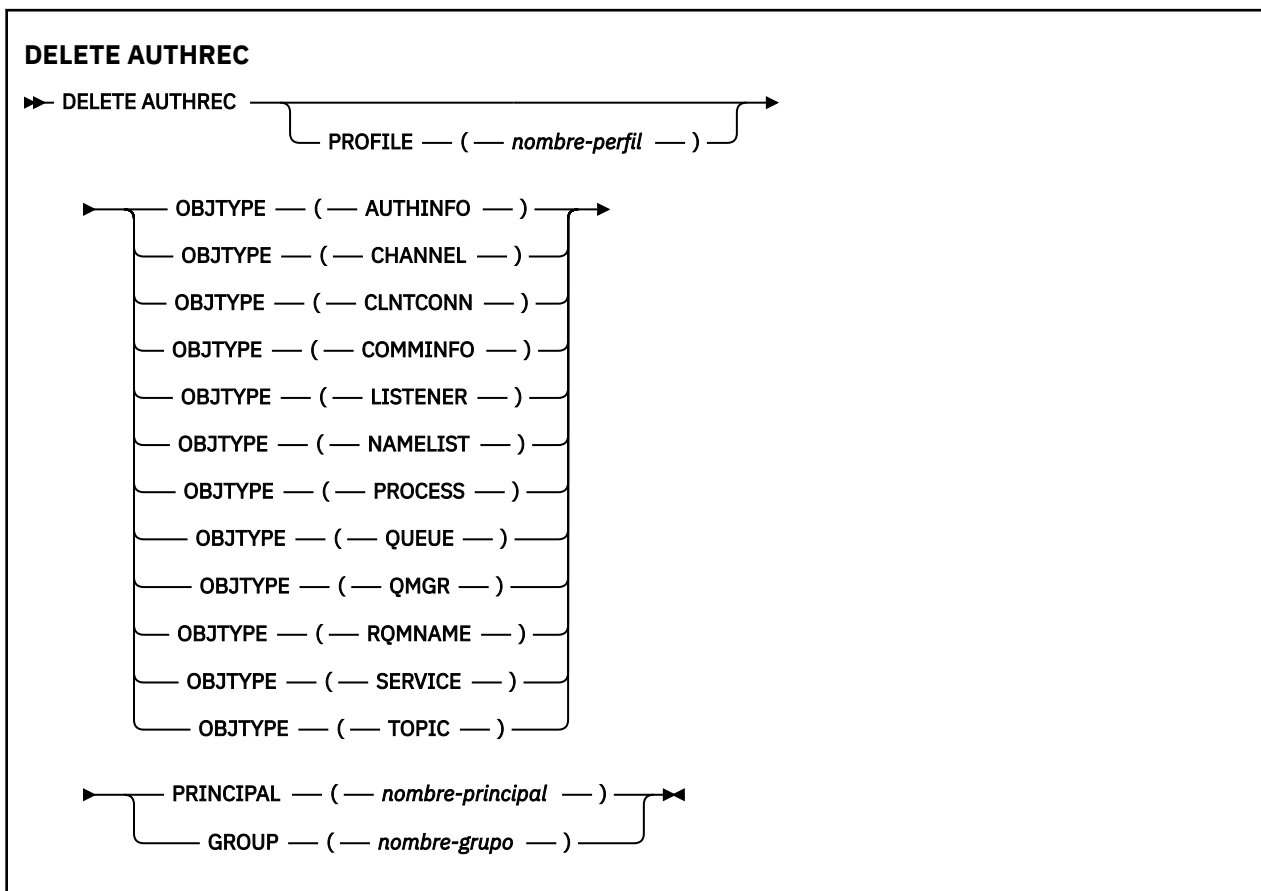 DELETE AUTHREC
DELETE AUTHREC
PROFILE ( nombre-perfil )
OBJTYPE ( AUTHINFO )
OBJTYPE ( CHANNEL )
OBJTYPE ( CLNTCONN )
OBJTYPE ( COMMINFO )
OBJTYPE ( LISTENER )
OBJTYPE ( NAMELIST )
OBJTYPE ( PROCESS )
OBJTYPE ( QUEUE )
OBJTYPE ( QMGR )
OBJTYPE ( RQMNAME )
OBJTYPE ( SERVICE )
OBJTYPE ( TOPIC )
PRINCIPAL ( nombre-principal )
GROUP ( nombre-grupo )